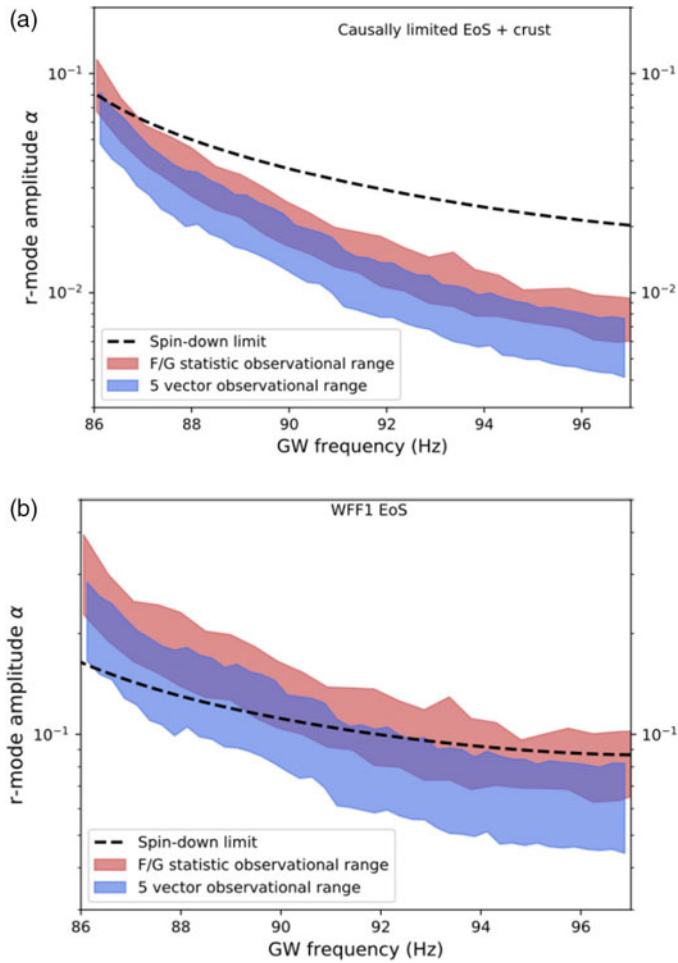 (a)
Causally limited EoS + crust
10⁻¹ 10⁻¹
r-mode amplitude α
10⁻² 10⁻²
Spin-down limit
F/G statistic observational range
5 vector observational range
86 88 90 92 94 96
GW frequency (Hz)
(b)
WFF1 EoS
r-mode amplitude α
10⁻¹ 10⁻¹
Spin-down limit
F/G statistic observational range
5 vector observational range
86 88 90 92 94 96
GW frequency (Hz)